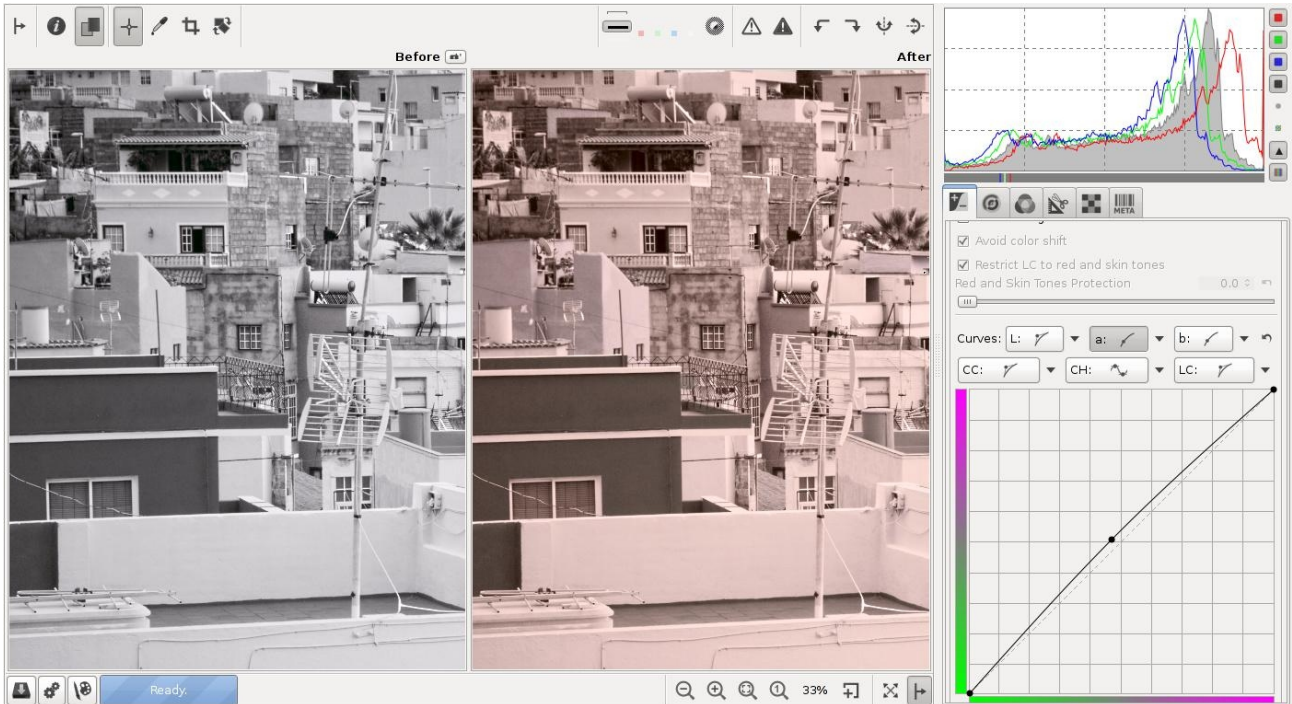 Before
After
META
Avoid color shift
Restrict LC to red and skin tones
Red and Skin Tones Protection 0.0
Curves: L: a: b:
CC: CH: LC:
Ready.
33%